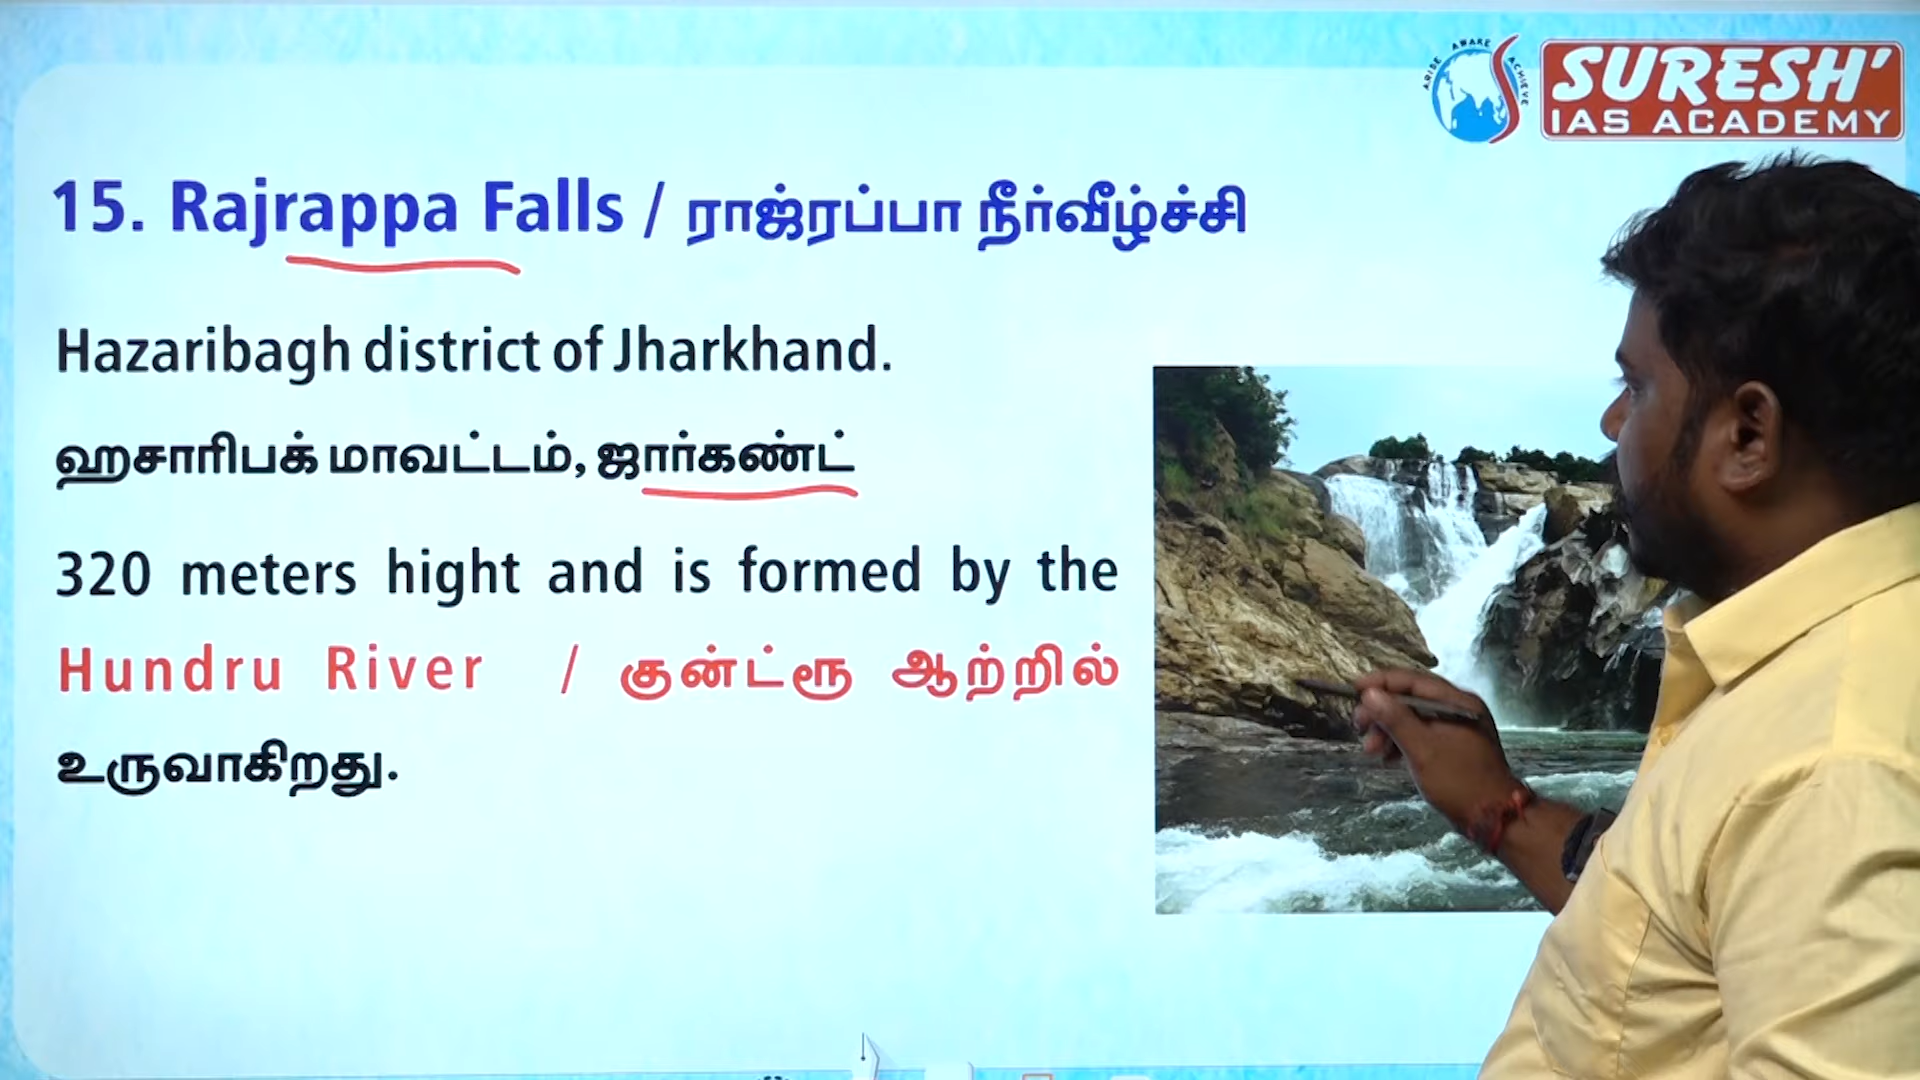 ARISE AWAKE ACHIEVE
SURESH'
IAS ACADEMY
15. Rajrappa Falls / ராஜ்ரப்பா நீர்வீழ்ச்சி
Hazaribagh district of Jharkhand.
ஹசாரிபக் மாவட்டம், ஜார்கண்ட்
320 meters hight and is formed by the
Hundru River / குன்ட்ரூ ஆற்றில்
உருவாகிறது.